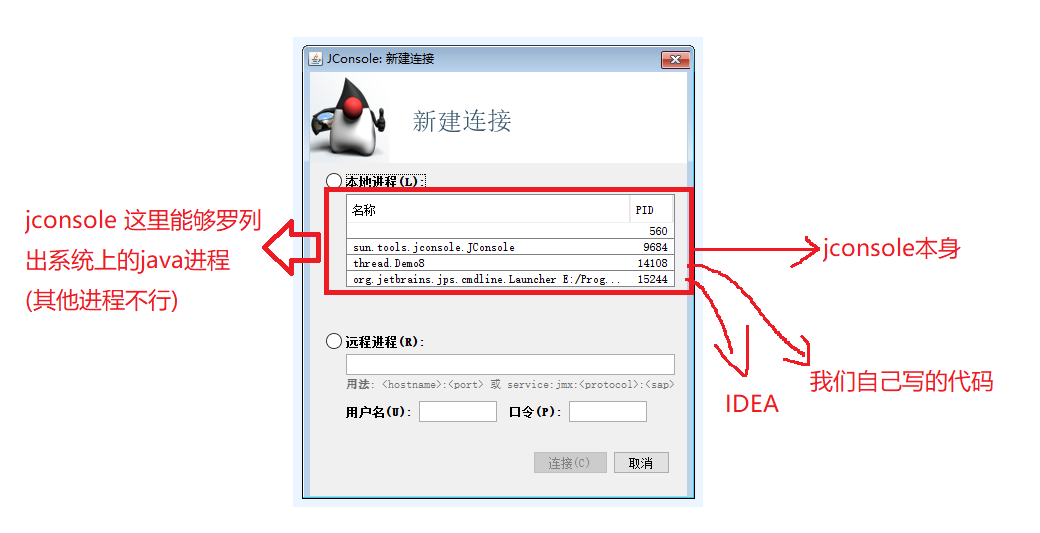 JConsole: 新建连接
新建连接
本地进程(L):
名称 PID
560
sun.tools.jconsole.JConsole 9684
thread.Demo8 14108
org.jetbrains.jps.cmdline.Launcher E:/Prog... 15244
远程进程(R):
用法: <hostname>:<port> 或 service:jmx:<protocol>:<sap>
用户名(U): 口令(P):
连接(C) 取消
jconsole 这里能够罗列
出系统上的java进程
(其他进程不行)
jconsole本身
我们自己写的代码
IDEA